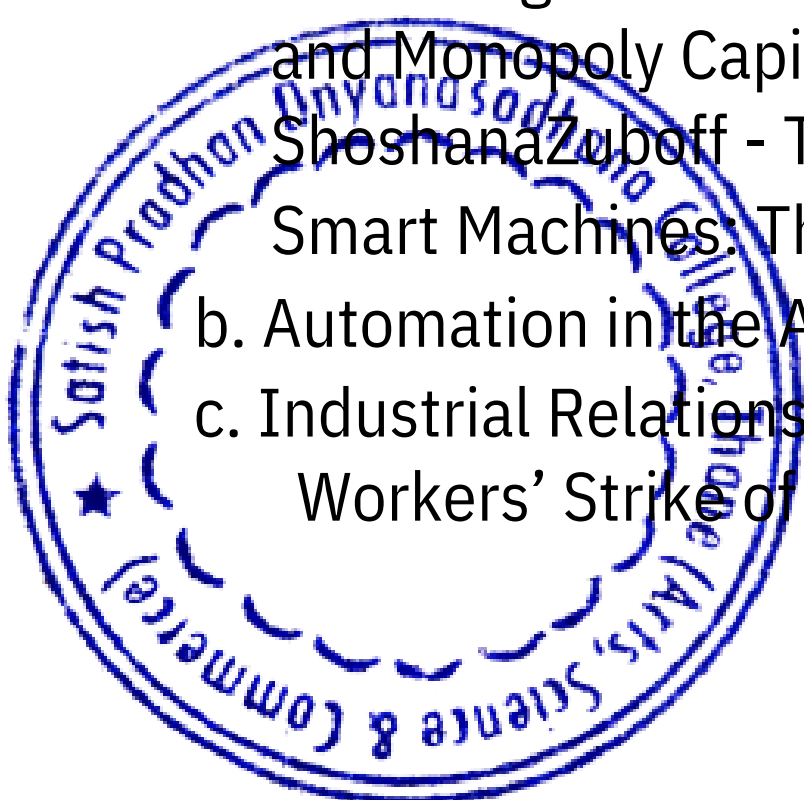 and Monopoly Capi
ShoshanaZuboff - T
Smart Machines: Th
b. Automation in the A
c. Industrial Relations
Workers’ Strike of
Satish Pradhan Dnyanasadhana College, Thane (Arts, Science & Commerce)